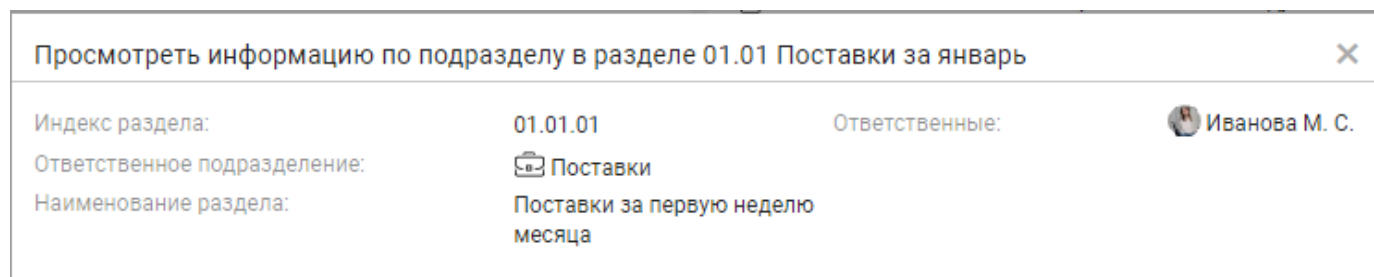 Просмотреть информацию по подразделу в разделе 01.01 Поставки за январь
Индекс раздела: 01.01.01 Ответственные: Иванова М. С.
Ответственное подразделение: Поставки
Наименование раздела: Поставки за первую неделю
месяца